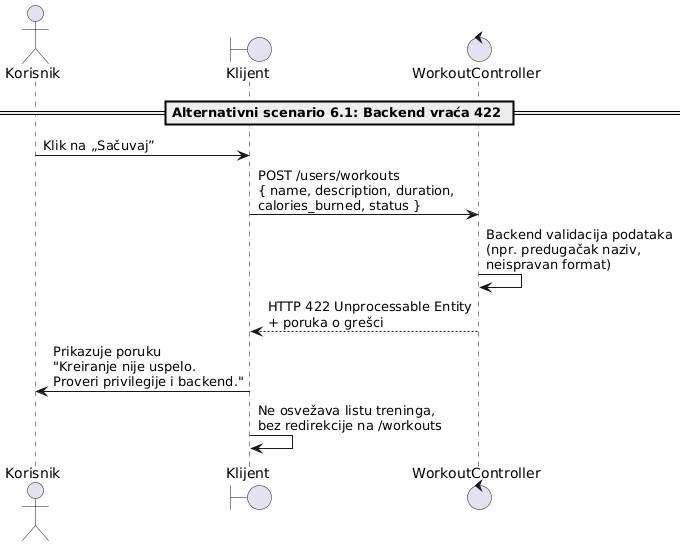 Korisnik
Klijent
WorkoutController
Alternativni scenario 6.1: Backend vraća 422
Klik na „Sačuvaj”
POST /users/workouts
{ name, description, duration,
calories_burned, status }
Backend validacija podataka
(npr. predugačak naziv,
neispravan format)
HTTP 422 Unprocessable Entity
+ poruka o grešci
Prikazuje poruku
"Kreiranje nije uspelo.
Proveri privilegije i backend."
Ne osvežava listu treninga,
bez redirekcije na /workouts
Korisnik
Klijent
WorkoutController